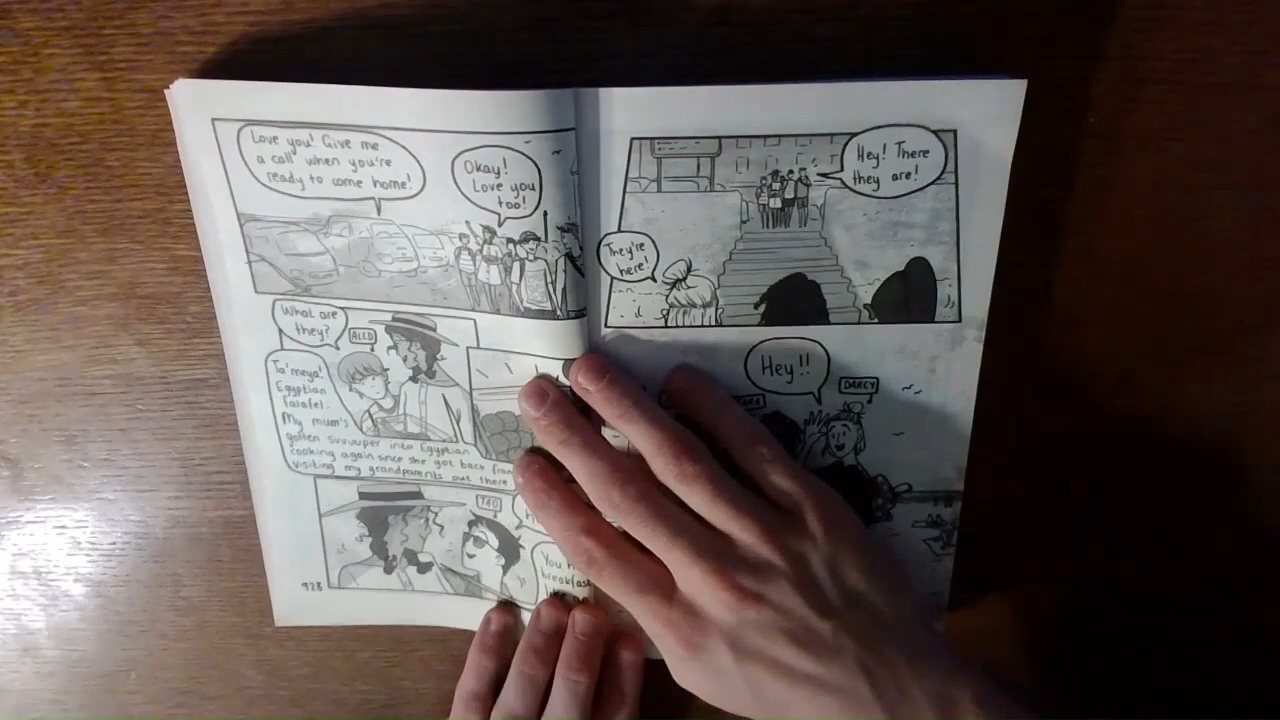 Love you! Give me
a call when you're
ready to come home!
Okay!
Love you
too!
What are
they?
ALED
Ta'meya!
Egyptian
falafel.
My mum's
gotten suuuuper into Egyptian
cooking again since she got back from
visiting my grandparents out there
TAO
You
breakfast
928
Hey! There
they are!
They're
here!
Hey!!
DARCY